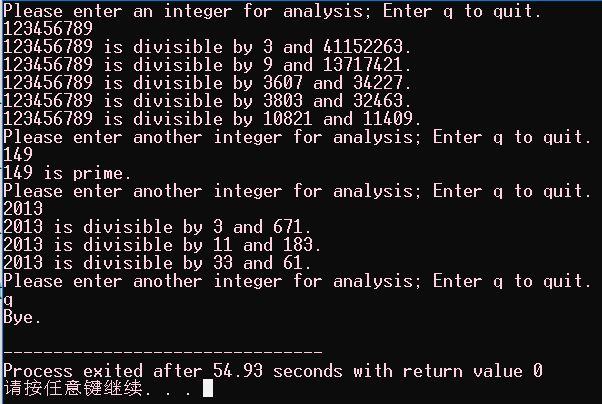 Please enter an integer for analysis; Enter q to quit.
123456789
123456789 is divisible by 3 and 41152263.
123456789 is divisible by 9 and 13717421.
123456789 is divisible by 3607 and 34227.
123456789 is divisible by 3803 and 32463.
123456789 is divisible by 10821 and 11409.
Please enter another integer for analysis; Enter q to quit.
149
149 is prime.
Please enter another integer for analysis; Enter q to quit.
2013
2013 is divisible by 3 and 671.
2013 is divisible by 11 and 183.
2013 is divisible by 33 and 61.
Please enter another integer for analysis; Enter q to quit.
q
Bye.
--------------------------------
Process exited after 54.93 seconds with return value 0
请按任意键继续. . .